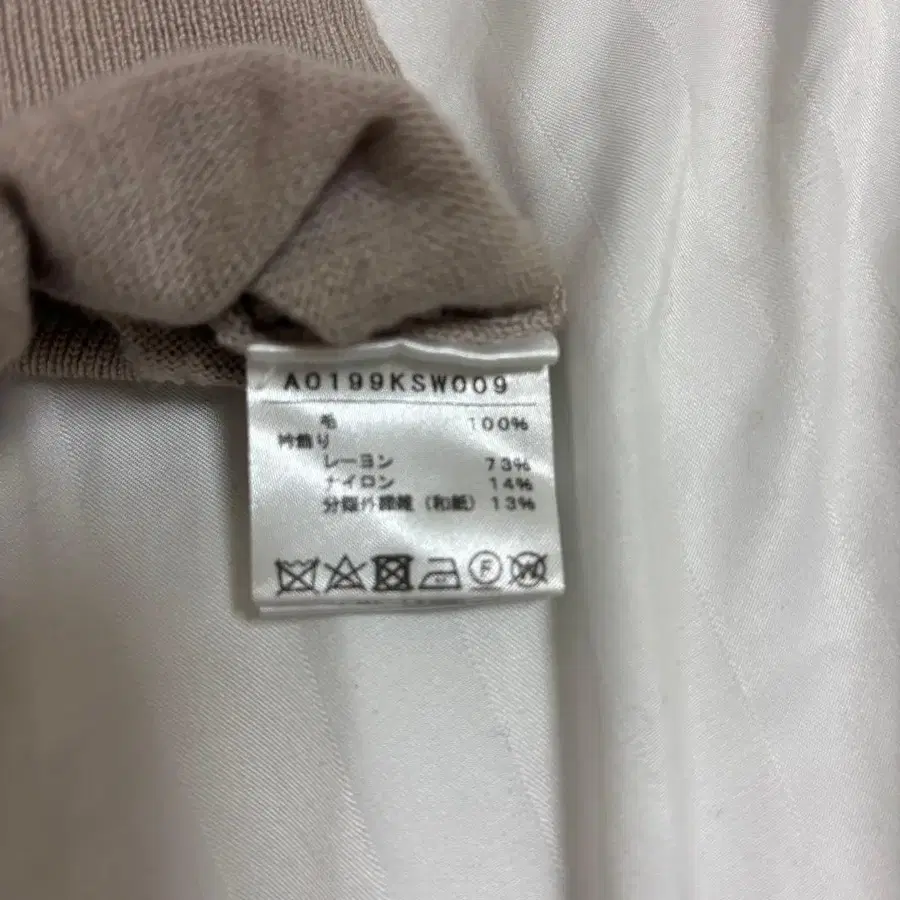 A0199KSW009
毛 100%
衿飾り
レーヨン 73%
ナイロン 14%
分類外繊維（和紙） 13%
F
W